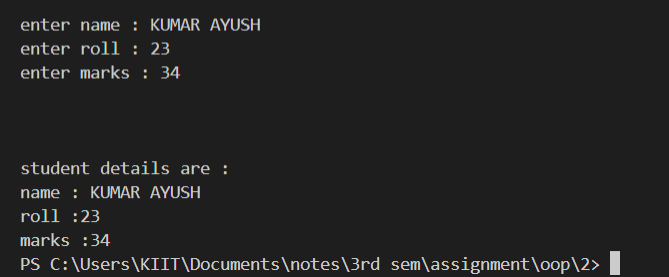 enter name : KUMAR AYUSH
enter roll : 23
enter marks : 34
student details are :
name : KUMAR AYUSH
roll :23
marks :34
PS C:\Users\KIIT\Documents\notes\3rd sem\assignment\oop\2>